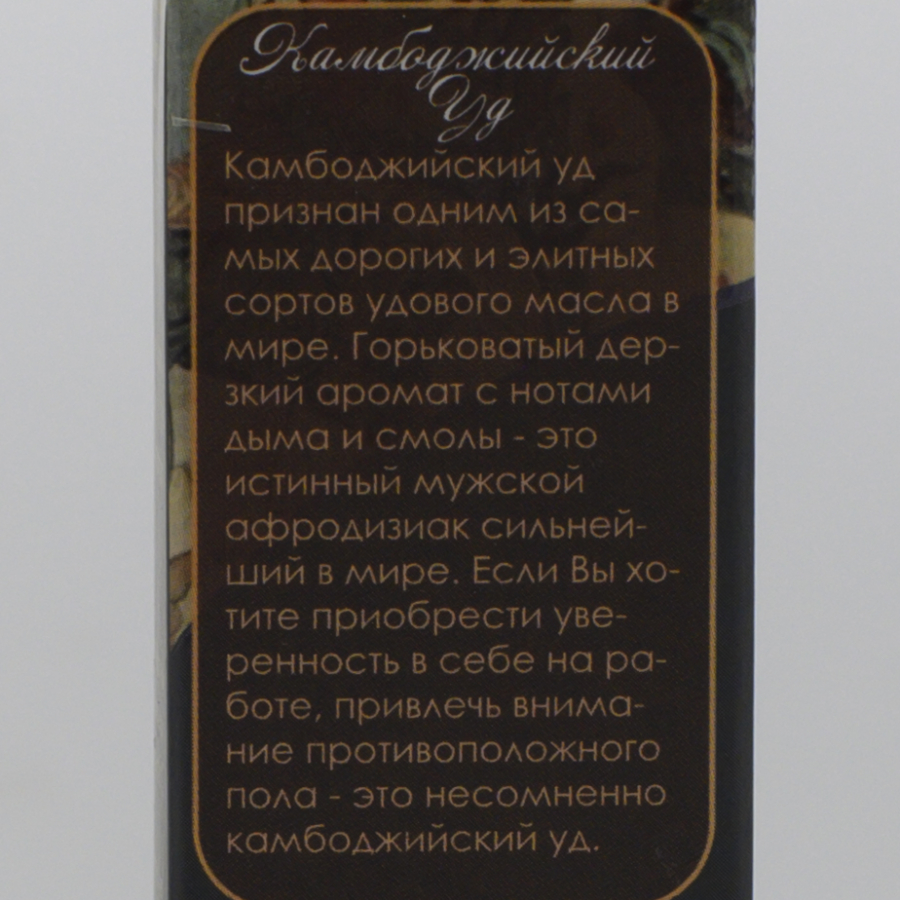 Камбоджийский
Уд
Камбоджийский уд
признан одним из са-
мых дорогих и элитных
сортов удового масла в
мире. Горьковатый дер-
зкий аромат с нотами
дыма и смолы - это
истинный мужской
афродизиак сильней-
ший в мире. Если Вы хо-
тите приобрести уве-
ренность в себе на ра-
боте, привлечь внима-
ние противоположного
пола - это несомненно
камбоджийский уд.